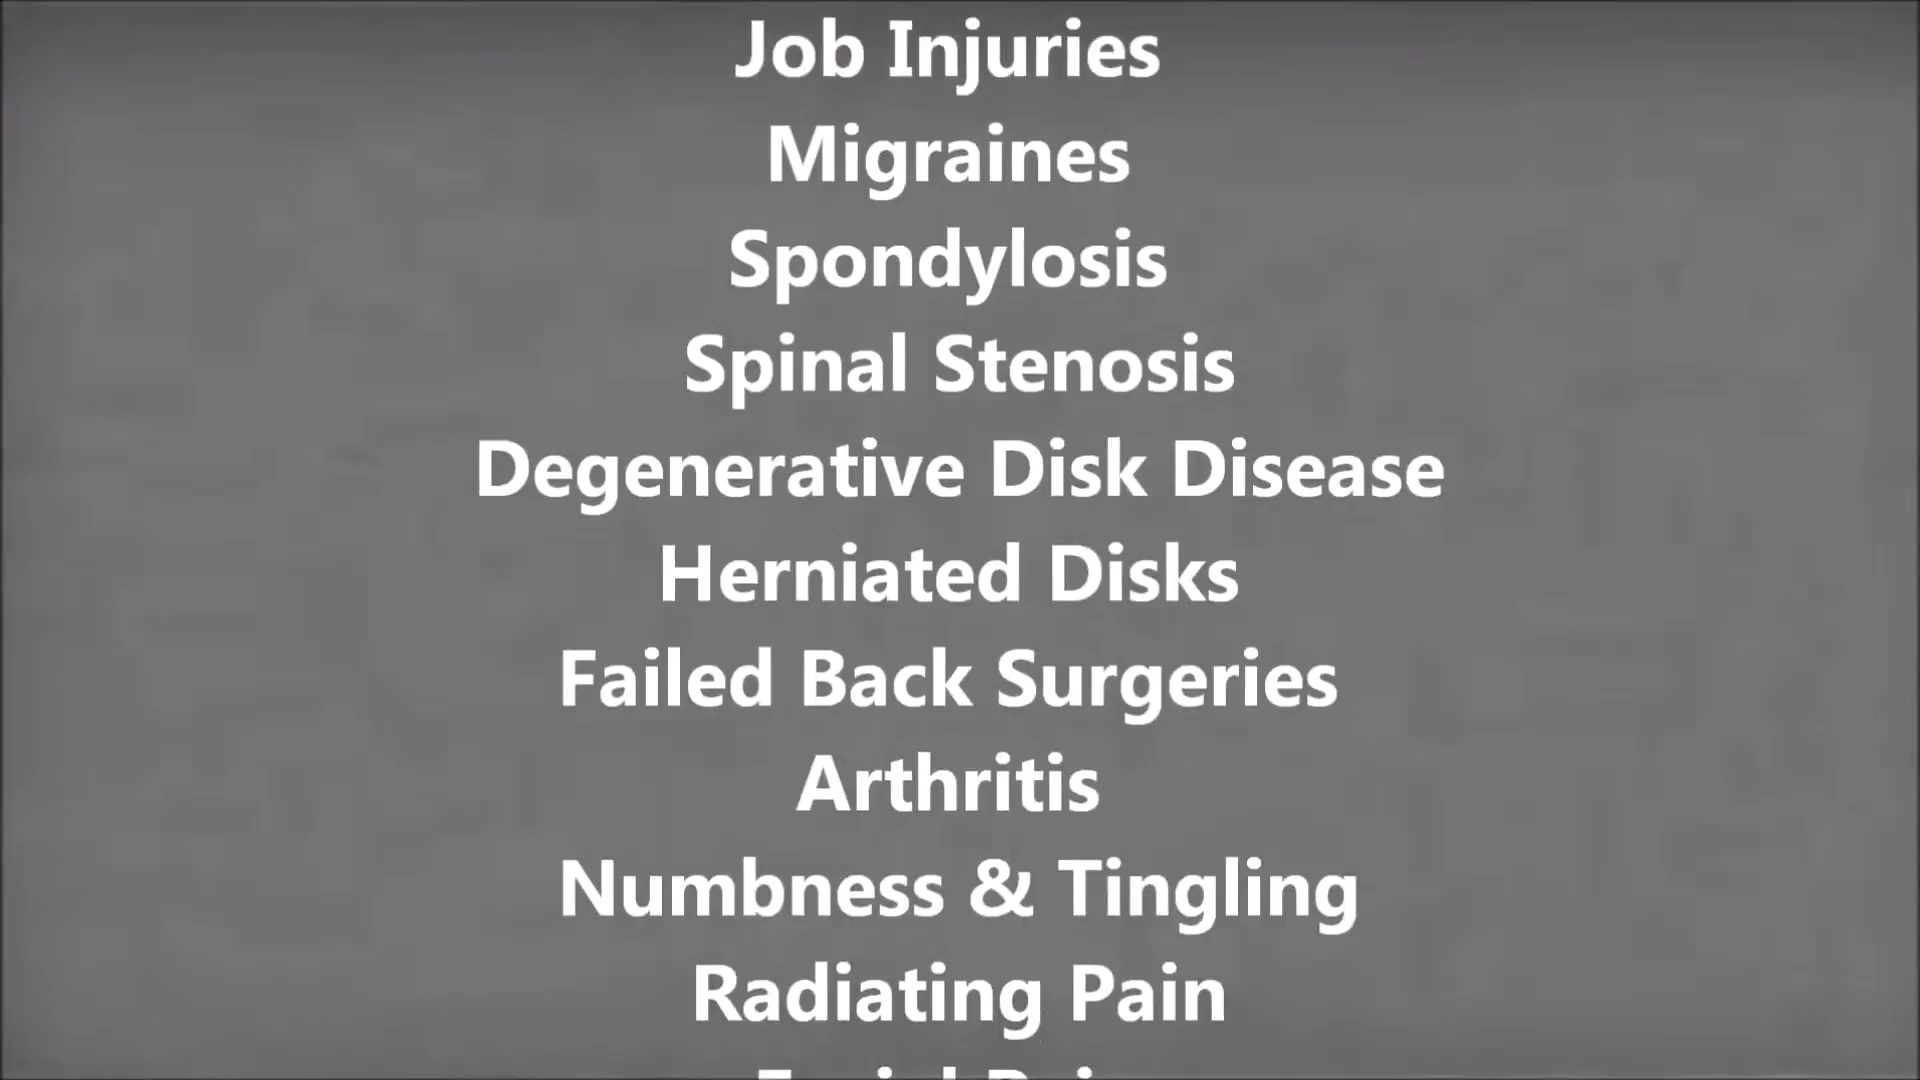 Job Injuries
Migraines
Spondylosis
Spinal Stenosis
Degenerative Disk Disease
Herniated Disks
Failed Back Surgeries
Arthritis
Numbness & Tingling
Radiating Pain